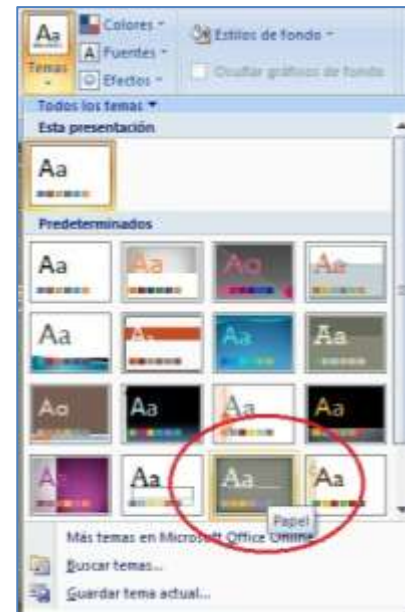 Aa
Temas
Colores
A Fuentes
Efectos
Estilos de fondo
Ocultar gráficos de fondo
Todos los temas
Esta presentación
Aa
Predeterminados
Aa Aa Aa Aa
Aa Aa Aa Aa
Aa Aa Aa Aa
A Aa Aa Aa
Papel
Más temas en Microsoft Office Online...
Buscar temas...
Guardar tema actual...